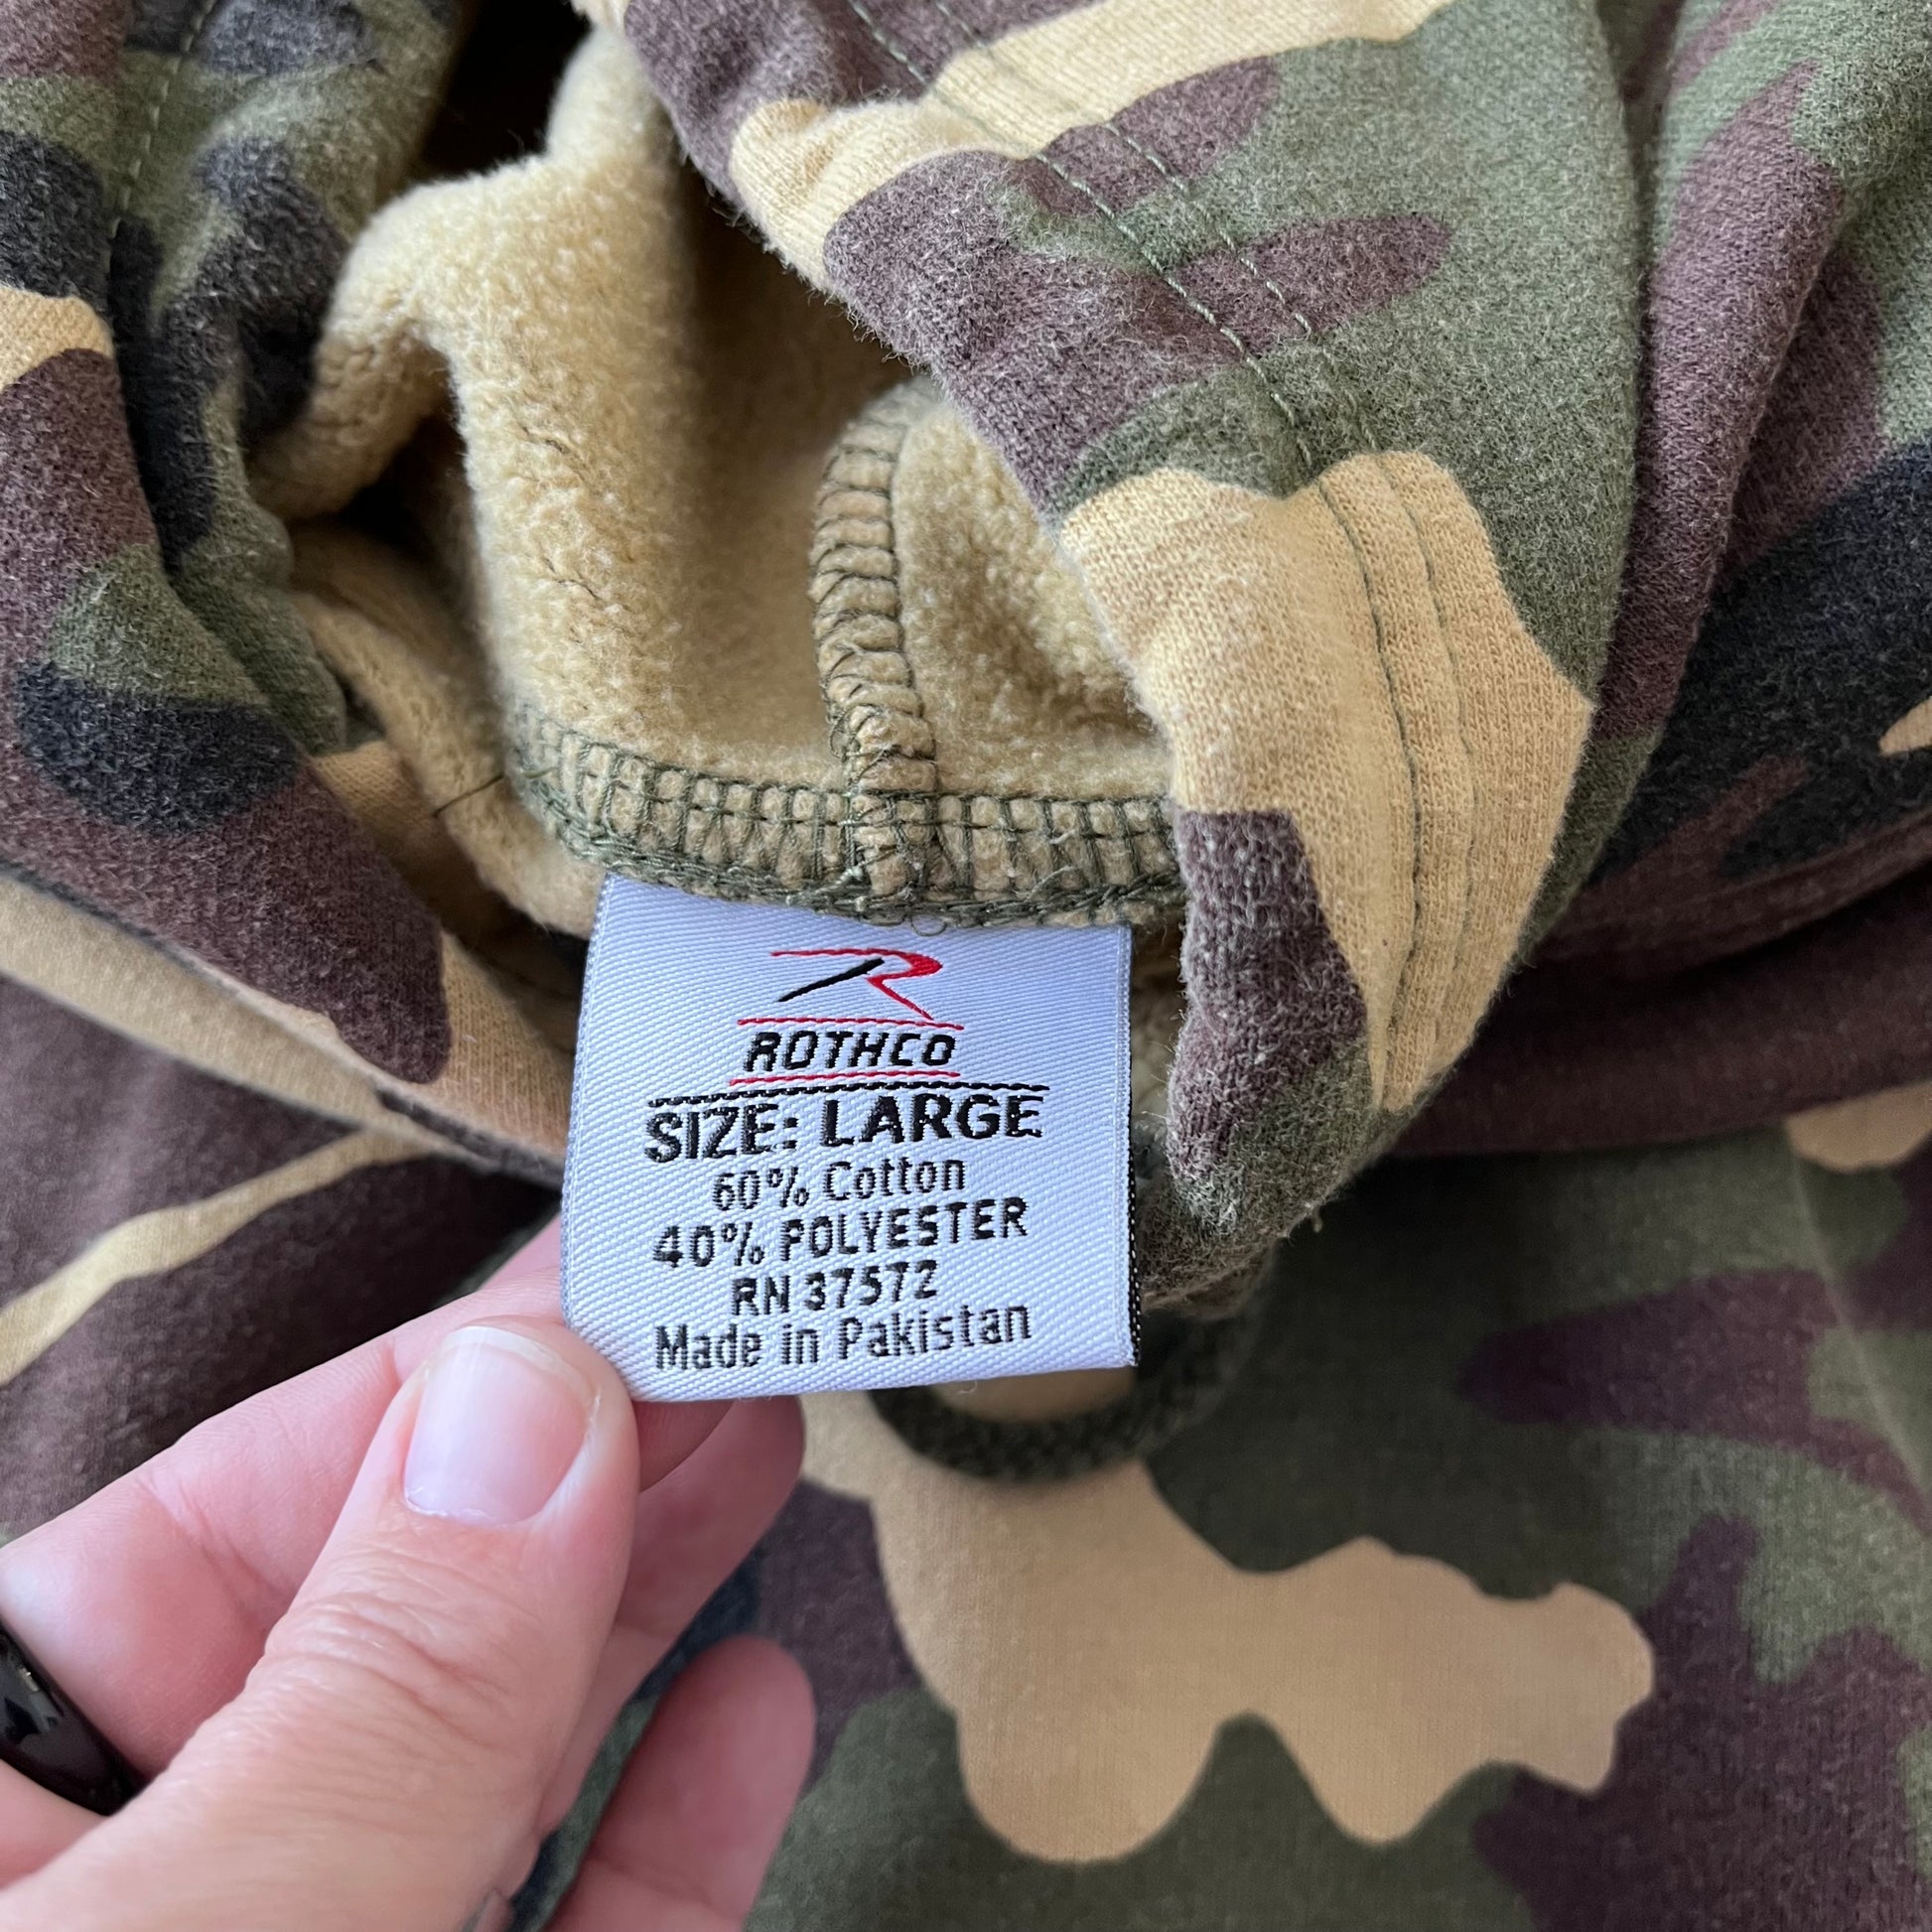 ROTHCO
SIZE: LARGE
60% Cotton
40% POLYESTER
RN 37572
Made in Pakistan